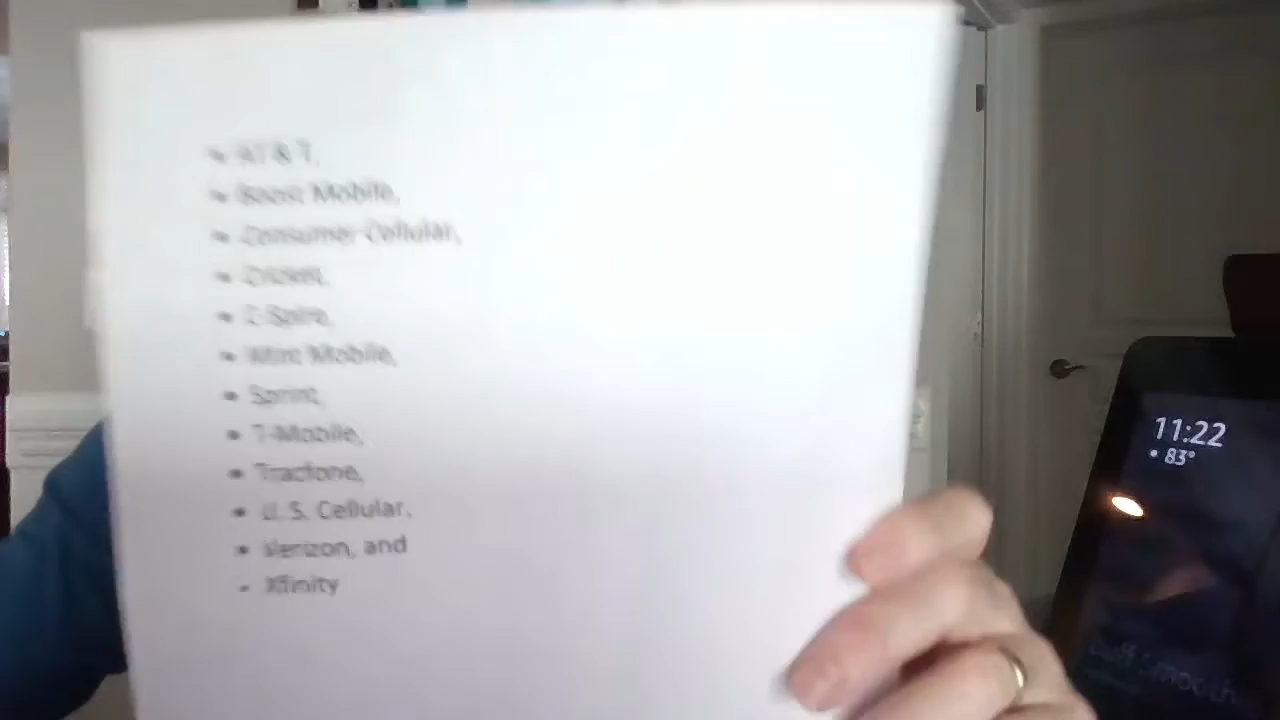 • AT & T,
• Boost Mobile,
• Consumer Cellular,
• Cricket,
• C Spire,
• Mint Mobile,
• Sprint,
• T-Mobile,
• Tracfone,
• U. S. Cellular,
• Verizon, and
• Xfinity
11:22
• 83°